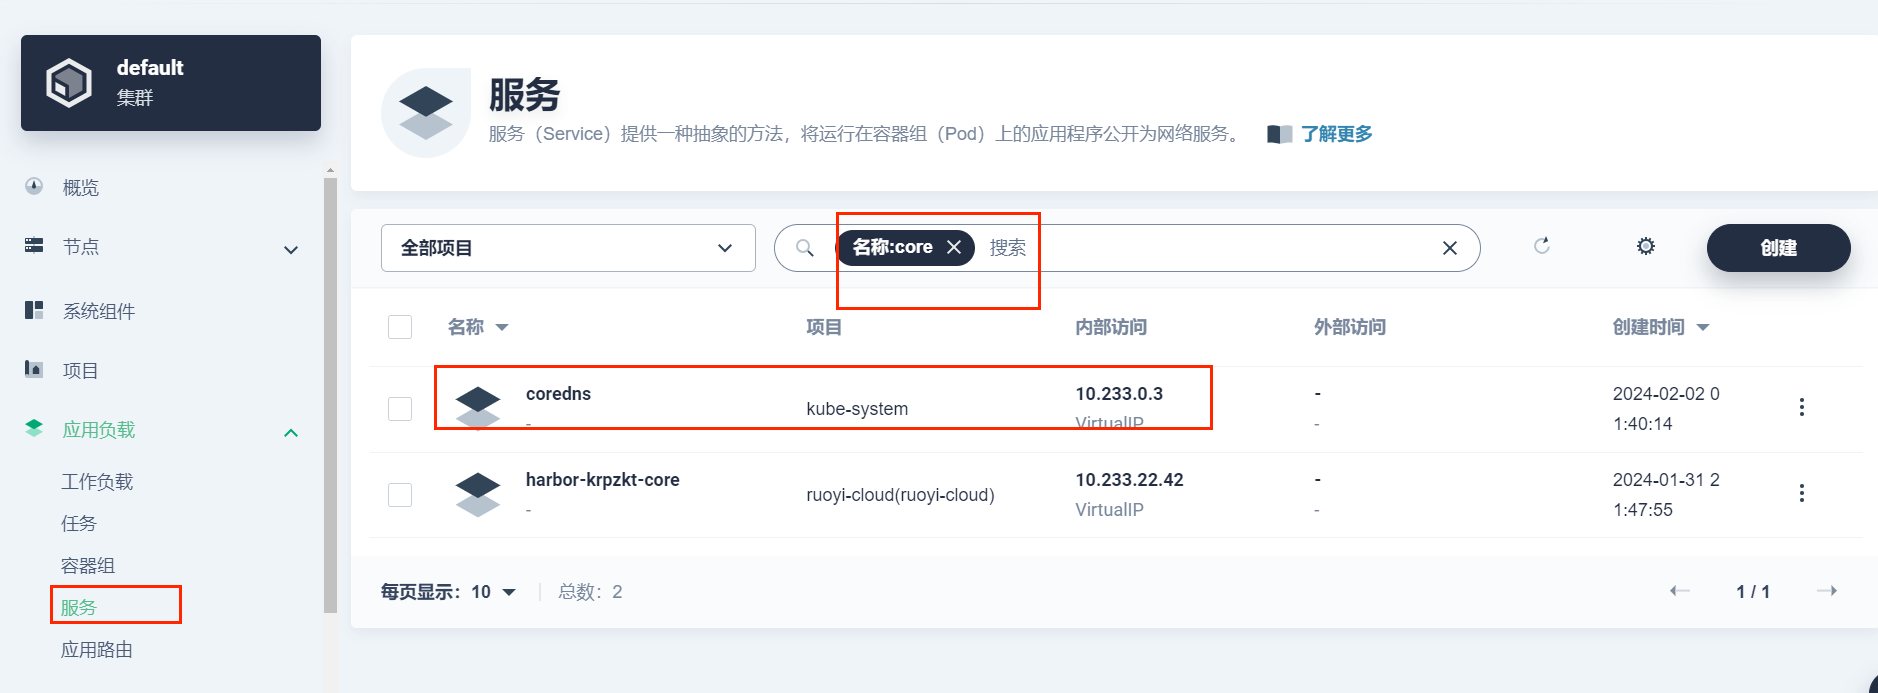 default
集群
概览
节点
系统组件
项目
应用负载
工作负载
任务
容器组
服务
应用路由
服务
服务（Service）提供一种抽象的方法，将运行在容器组（Pod）上的应用程序公开为网络服务。 了解更多
全部项目 名称:core 搜索 创建
名称 项目 内部访问 外部访问 创建时间
coredns
-
kube-system
10.233.0.3
VirtualIP
-
-
2024-02-02 0
1:40:14
harbor-krpzkt-core
-
ruoyi-cloud(ruoyi-cloud)
10.233.22.42
VirtualIP
-
-
2024-01-31 2
1:47:55
每页显示：10 总数：2 1 / 1